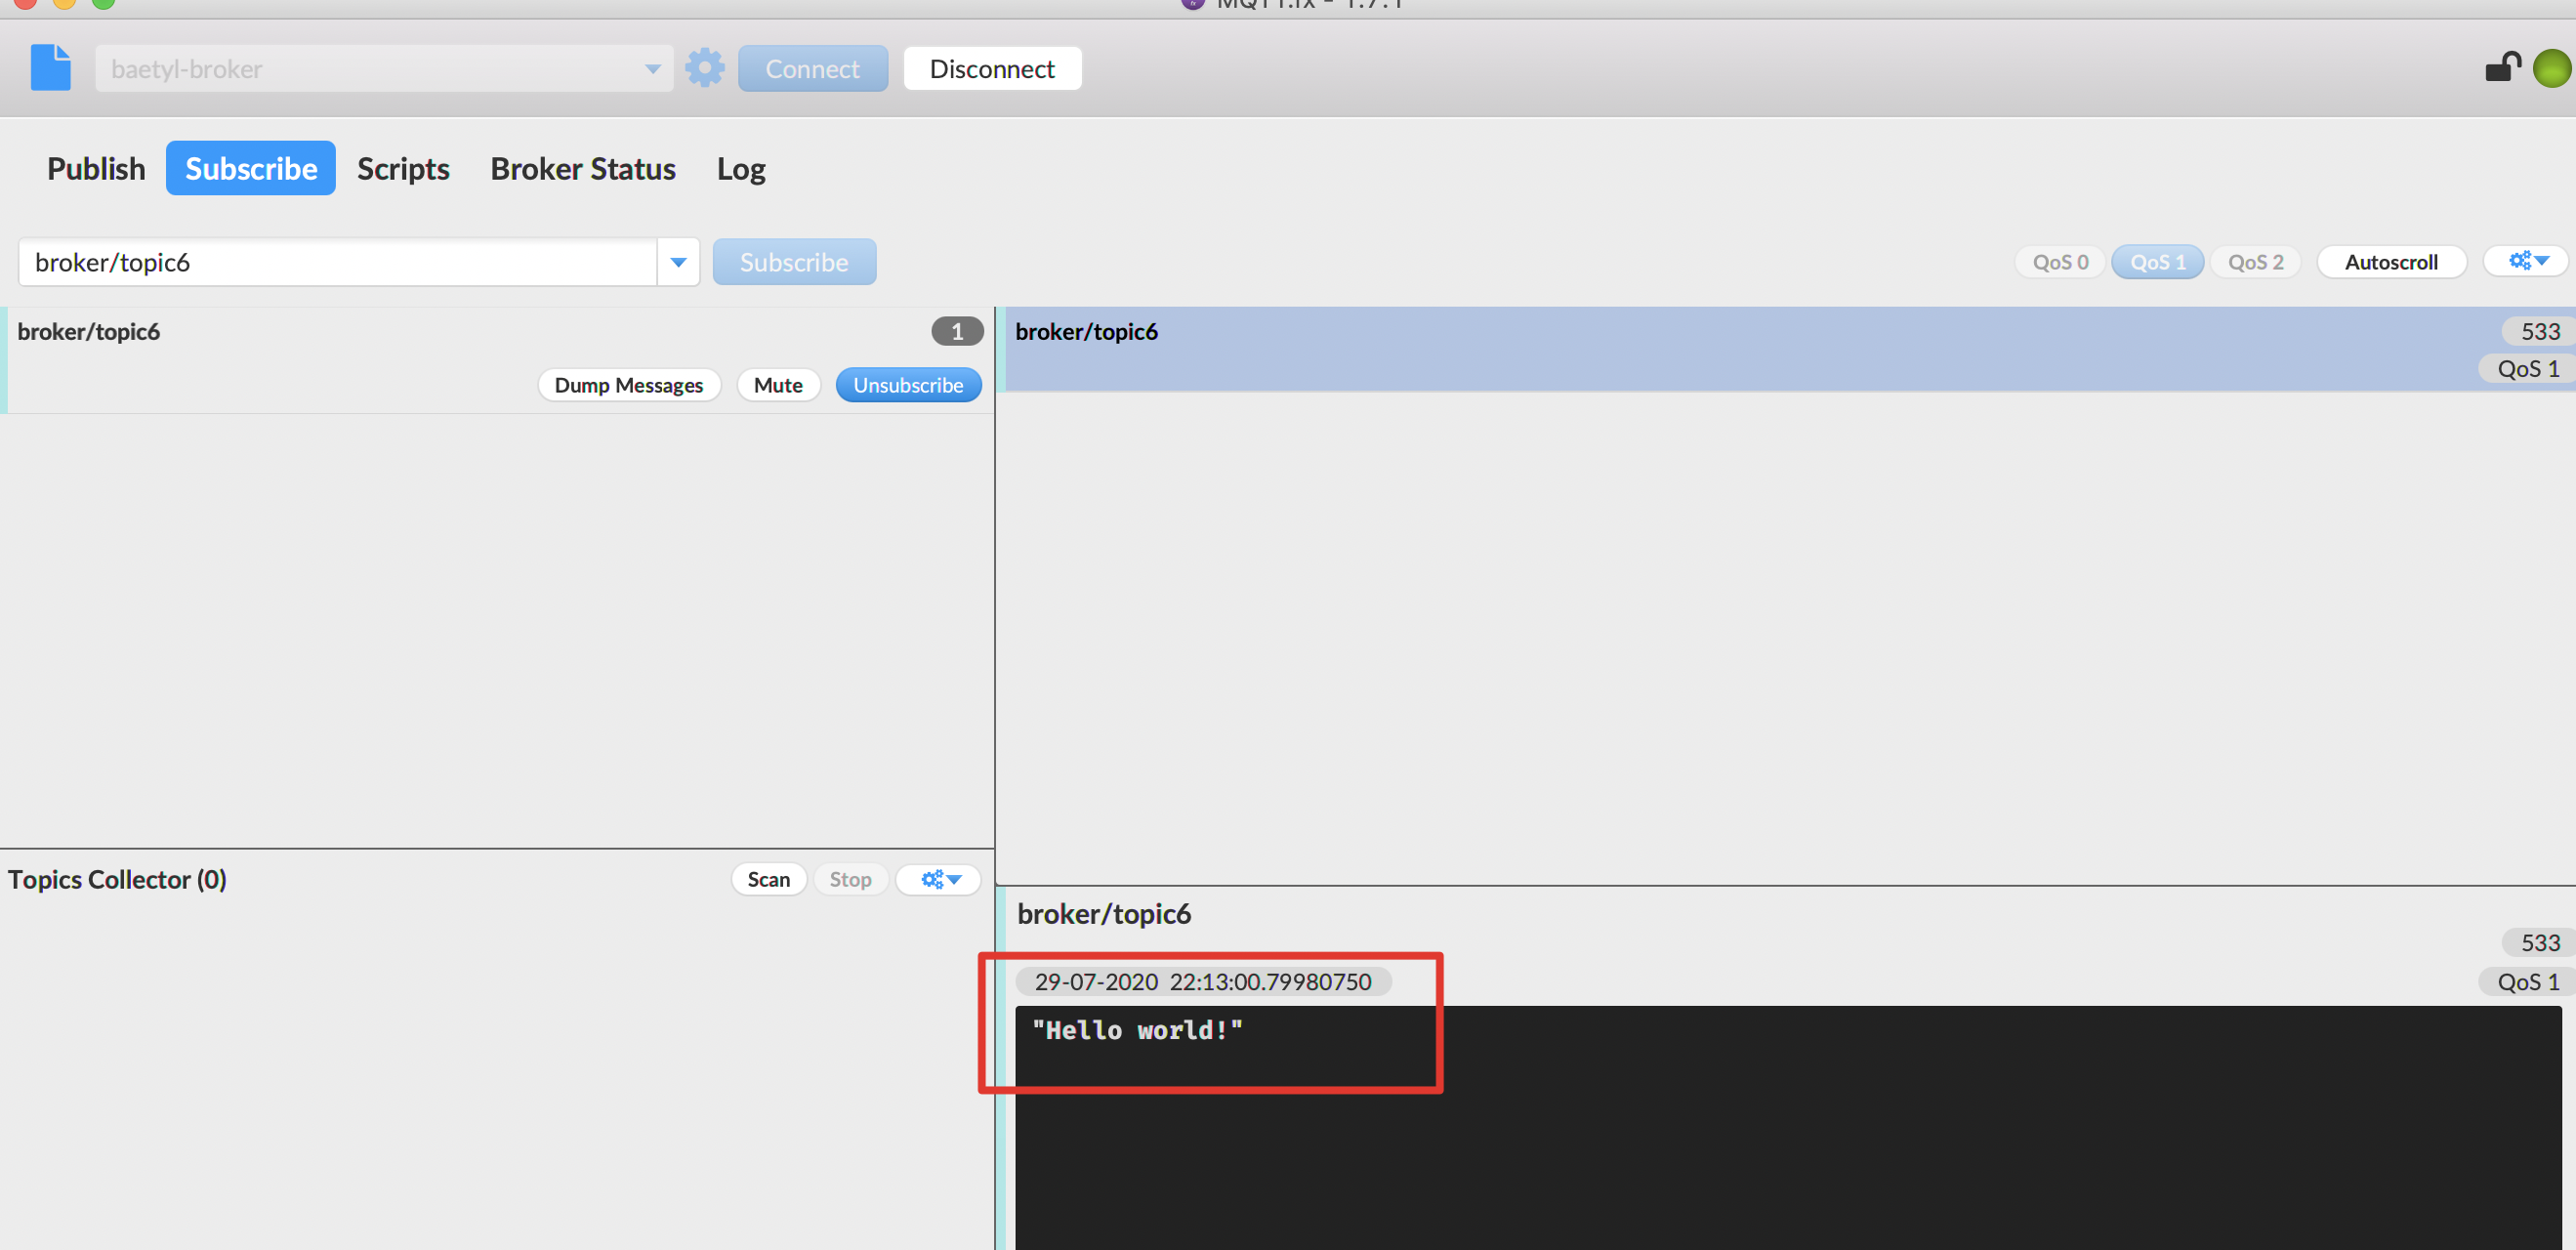 MQTT.fx - 1.7.1
baetyl-broker
Connect
Disconnect
Publish Subscribe Scripts Broker Status Log
broker/topic6
Subscribe
QoS 0 QoS 1 QoS 2 Autoscroll
broker/topic6
1
Dump Messages Mute Unsubscribe
broker/topic6
533
QoS 1
Topics Collector (0)
Scan Stop
broker/topic6
533
29-07-2020 22:13:00.79980750
QoS 1
"Hello world!"